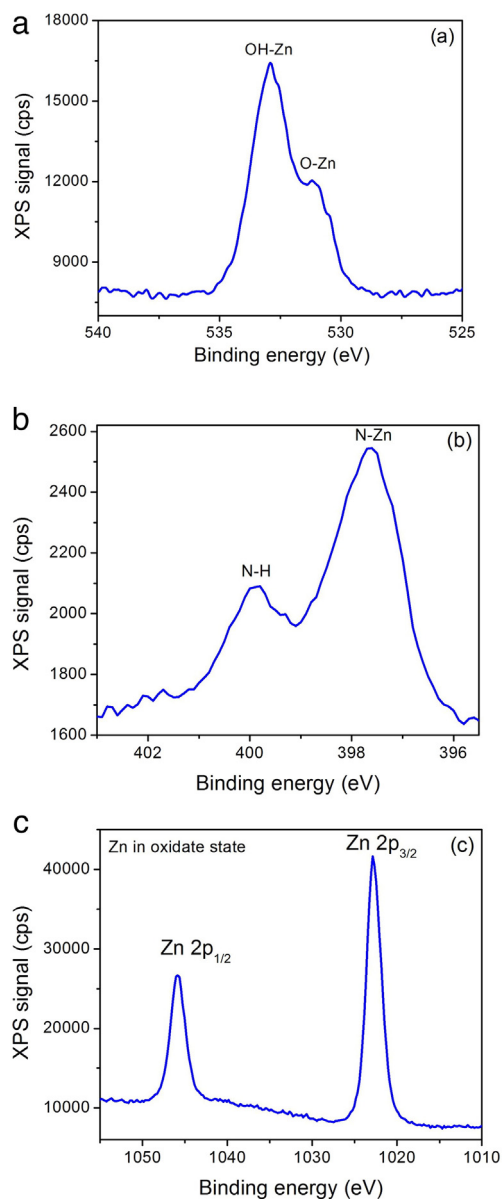 a
(a)
18000
15000
12000
9000
XPS signal (cps)
OH-Zn
O-Zn
540 535 530 525
Binding energy (eV)
b
(b)
2600
2400
2200
2000
1800
1600
XPS signal (cps)
N-Zn
N-H
402 400 398 396
Binding energy (eV)
c
(c)
Zn in oxidate state
Zn 2p3/2
Zn 2p1/2
40000
30000
20000
10000
XPS signal (cps)
1050 1040 1030 1020 1010
Binding energy (eV)